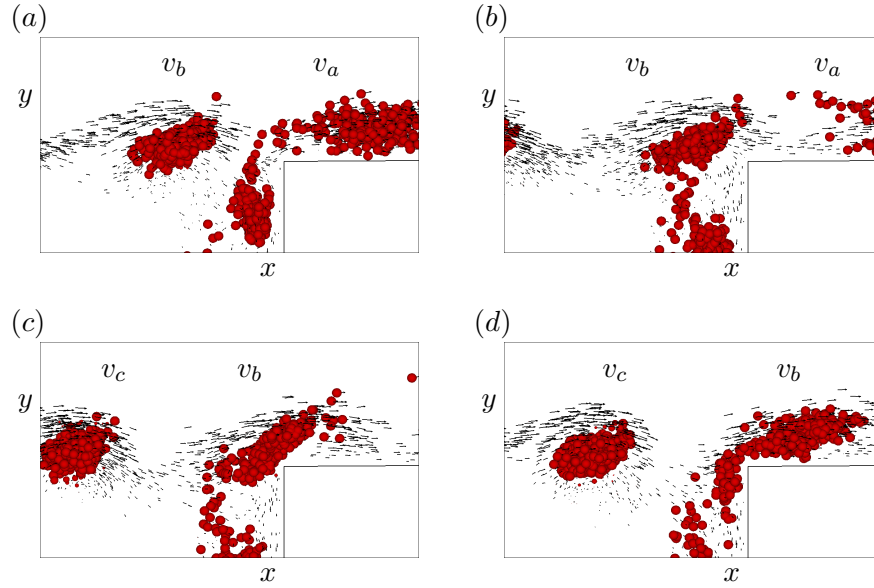 (a) (b)
v_b v_a v_b v_a
y y
x x
(c) (d)
v_c v_b v_c v_b
y y
x x